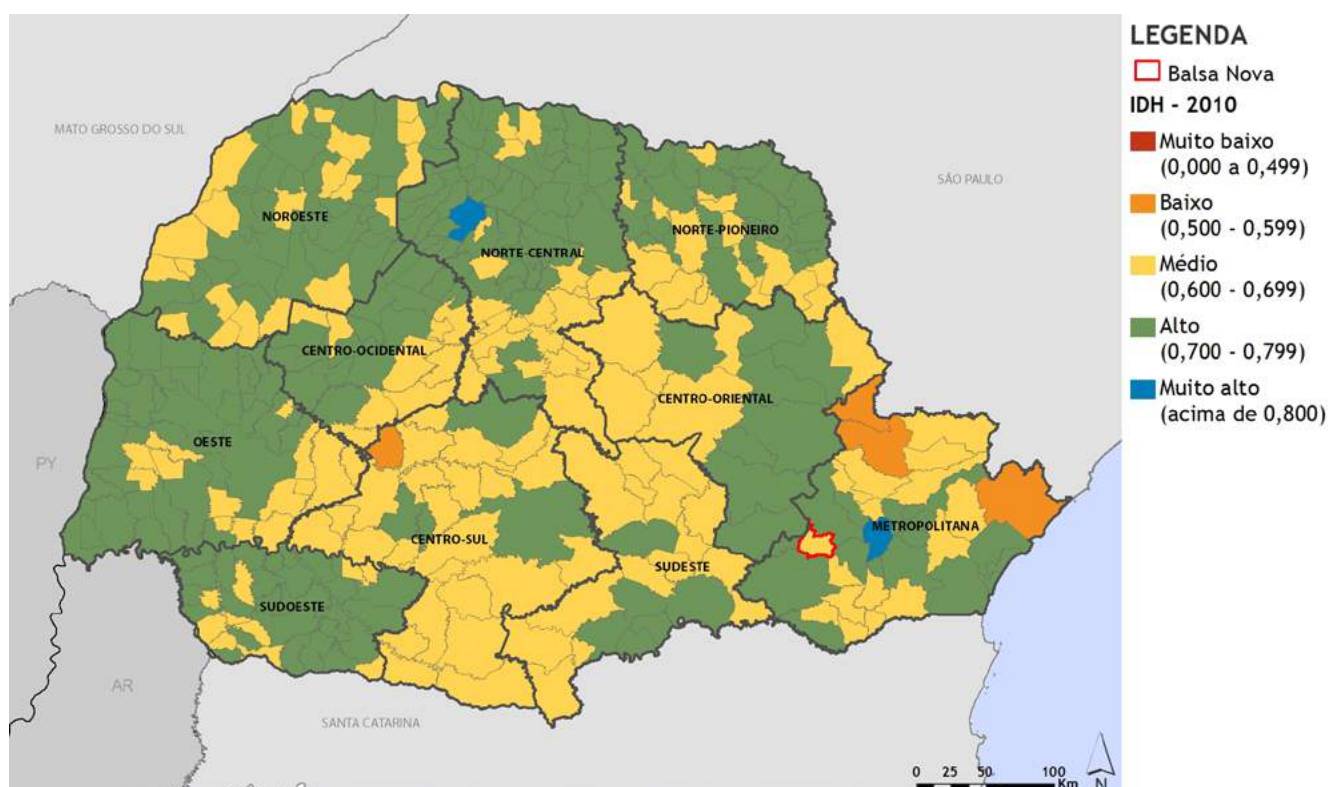 MATO GROSSO DO SUL
SÃO PAULO
NOROESTE
NORTE-CENTRAL
NORTE-PIONEIRO
CENTRO-OCIDENTAL
CENTRO-ORIENTAL
OESTE
PY
METROPOLITANA
CENTRO-SUL
SUDESTE
SUDOESTE
AR
SANTA CATARINA
0 25 50 100
Km
N
LEGENDA
Balsa Nova
IDH - 2010
Muito baixo
(0,000 a 0,499)
Baixo
(0,500 - 0,599)
Médio
(0,600 - 0,699)
Alto
(0,700 - 0,799)
Muito alto
(acima de 0,800)